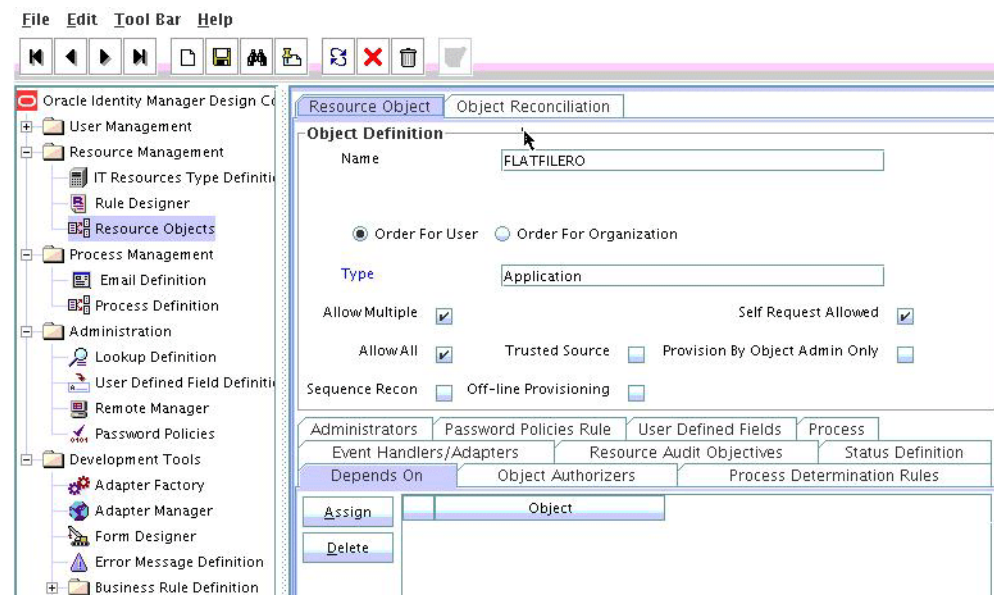 File Edit Tool Bar Help
Oracle Identity Manager Design Co
User Management
Resource Management
IT Resources Type Definiti
Rule Designer
Resource Objects
Process Management
Email Definition
Process Definition
Administration
Lookup Definition
User Defined Field Definiti
Remote Manager
Password Policies
Development Tools
Adapter Factory
Adapter Manager
Form Designer
Error Message Definition
Business Rule Definition
Resource Object Object Reconciliation
Object Definition
Name FLATFILERO
Order For User Order For Organization
Type Application
Allow Multiple Self Request Allowed
Allow All Trusted Source Provision By Object Admin Only
Sequence Recon Off-line Provisioning
Administrators Password Policies Rule User Defined Fields Process
Event Handlers/Adapters Resource Audit Objectives Status Definition
Depends On Object Authorizers Process Determination Rules
Assign Object
Delete